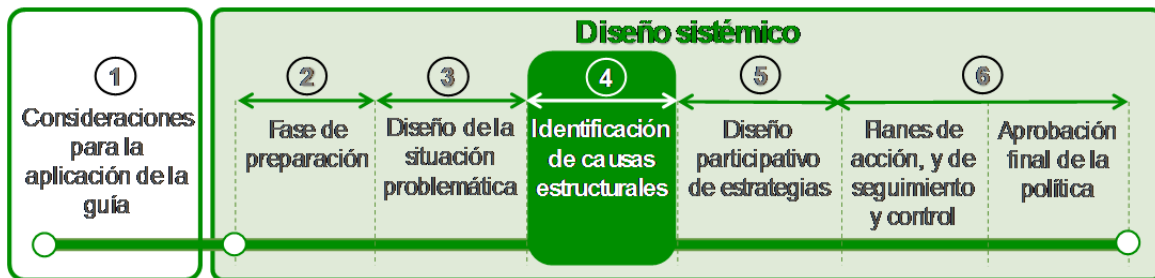 Diseño sistémico
1
Consideraciones
para la
aplicación de la
guía
2
Fase de
preparación
3
Diseño de la
situación
problemática
4
Identificación
de causas
estructurales
5
Diseño
participativo
de estrategias
6
Planes de
acción, y de
seguimiento
y control
Aprobación
final de la
política